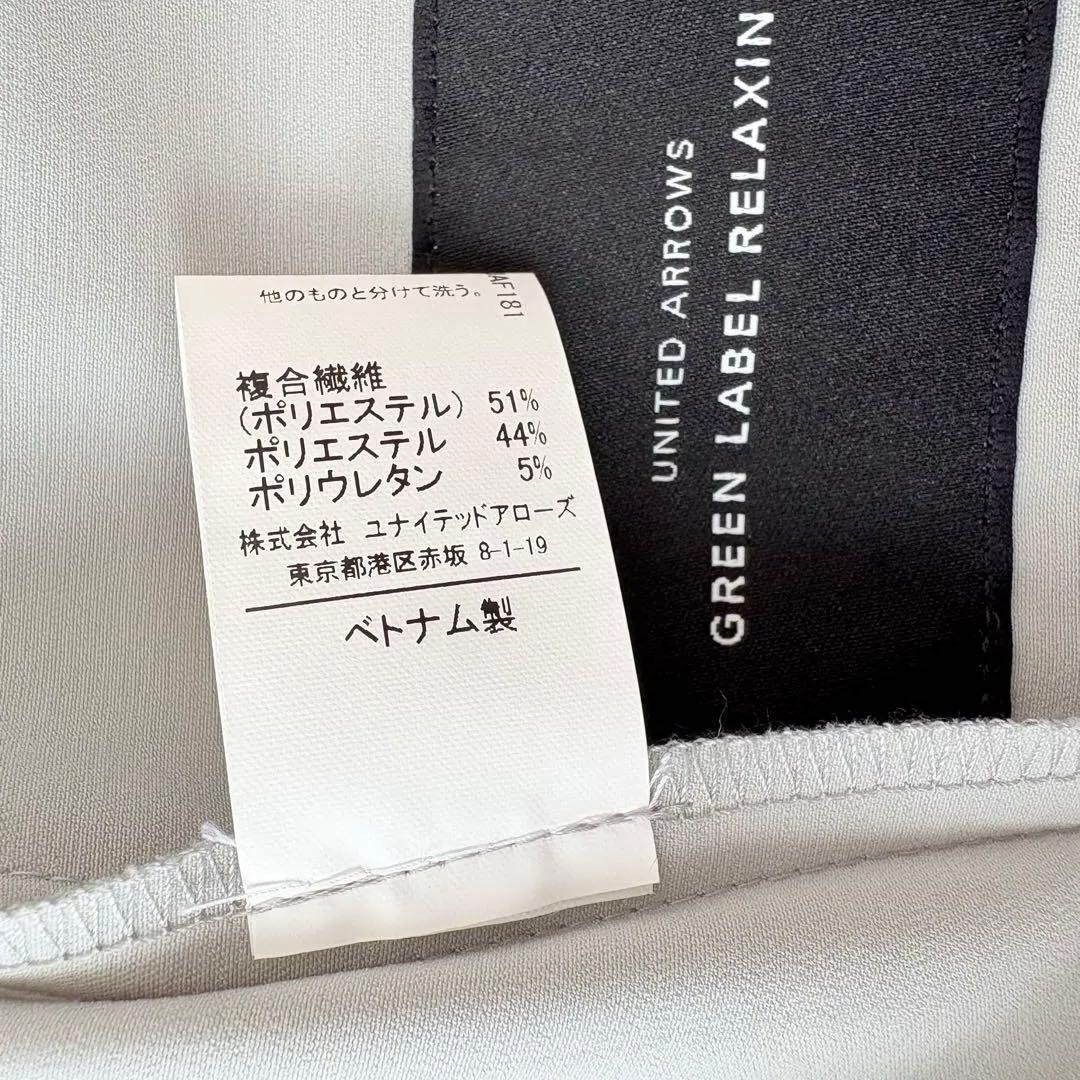 他のものと分けて洗う。
AF181
複合繊維
(ポリエステル) 51%
ポリエステル 44%
ポリウレタン 5%
株式会社 ユナイテッドアローズ
東京都港区赤坂 8-1-19
ベトナム製
UNITED ARROWS
GREEN LABEL RELAXIN